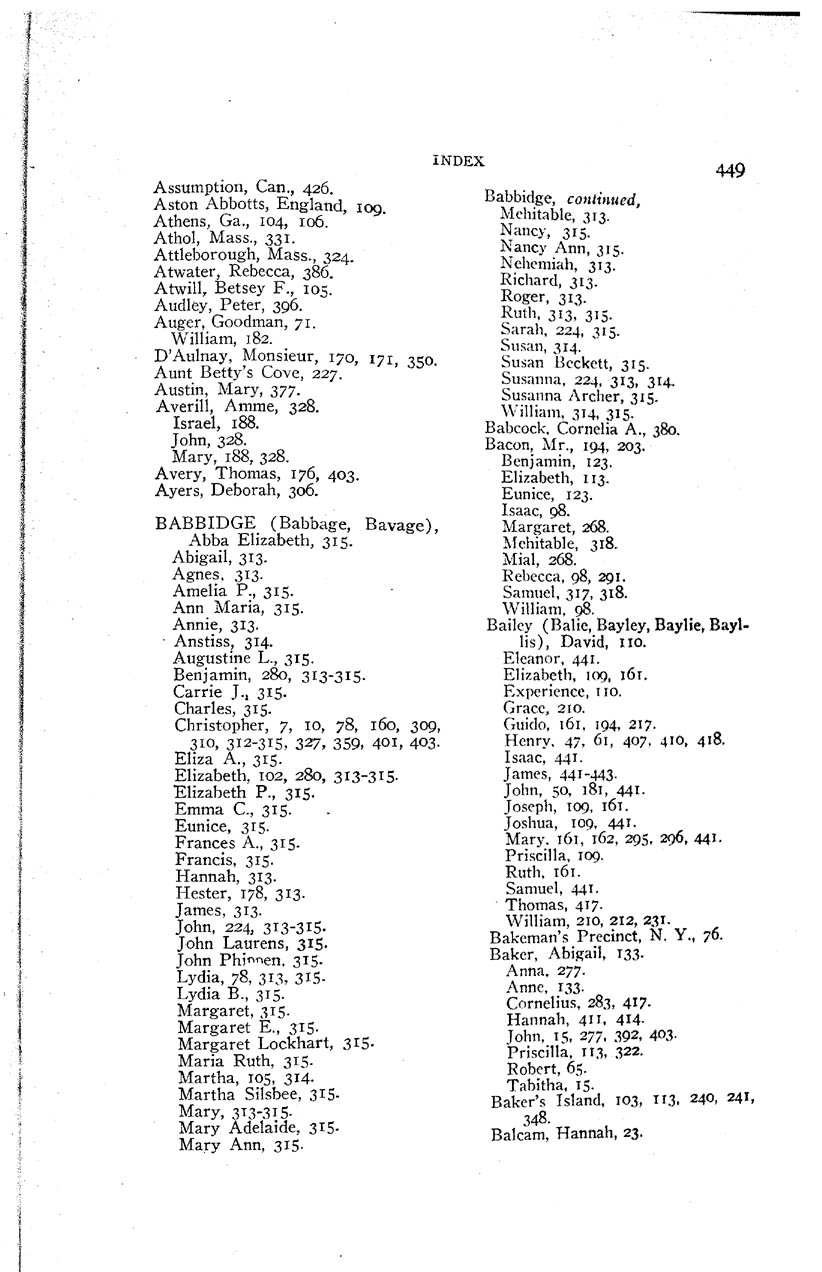 INDEX
449
Assumption, Can., 426.
Aston Abbotts, England, 109.
Athens, Ga., 104, 106.
Athol, Mass., 331.
Attleborough, Mass., 324.
Atwater, Rebecca, 386.
Atwill, Betsey F., 105.
Audley, Peter, 396.
Auger, Goodman, 71.
William, 182.
D'Aulnay, Monsieur, 170, 171, 350.
Aunt Betty's Cove, 227.
Austin, Mary, 377.
Averill, Amme, 328.
Israel, 188.
John, 328.
Mary, 188, 328.
Avery, Thomas, 176, 403.
Ayers, Deborah, 306.
BABBIDGE (Babbage, Bavage),
Abba Elizabeth, 315.
Abigail, 313.
Agnes, 313.
Amelia P., 315.
Ann Maria, 315.
Annie, 313.
Anstiss, 314.
Augustine L., 315.
Benjamin, 280, 313-315.
Carrie J., 315.
Charles, 315.
Christopher, 7, 10, 78, 160, 309,
310, 312-315, 327, 359, 401, 403.
Eliza A., 315.
Elizabeth, 102, 280, 313-315.
Elizabeth P., 315.
Emma C., 315.
Eunice, 315.
Frances A., 315.
Francis, 315.
Hannah, 313.
Hester, 178, 313.
James, 313.
John, 224, 313-315.
John Laurens, 315.
John Phinnen, 315.
Lydia, 78, 313, 315.
Lydia B., 315.
Margaret, 315.
Margaret E., 315.
Margaret Lockhart, 315.
Maria Ruth, 315.
Martha, 105, 314.
Martha Silsbee, 315.
Mary, 313-315.
Mary Adelaide, 315.
Mary Ann, 315.
Babbidge, continued,
Mehitable, 313.
Nancy, 315.
Nancy Ann, 315.
Nehemiah, 313.
Richard, 313.
Roger, 313.
Ruth, 313, 315.
Sarah, 224, 315.
Susan, 314.
Susan Beckett, 315.
Susanna, 224, 313, 314.
Susanna Archer, 315.
William, 314, 315.
Babcock, Cornelia A., 380.
Bacon, Mr., 194, 203.
Benjamin, 123.
Elizabeth, 113.
Eunice, 123.
Isaac, 98.
Margaret, 268.
Mehitable, 318.
Mial, 268.
Rebecca, 98, 291.
Samuel, 317, 318.
William, 98.
Bailey (Balie, Bayley, Baylie, Bayl-
lis), David, 110.
Eleanor, 441.
Elizabeth, 109, 161.
Experience, 110.
Grace, 210.
Guido, 161, 194, 217.
Henry, 47, 61, 407, 410, 418.
Isaac, 441.
James, 441-443.
John, 50, 181, 441.
Joseph, 109, 161.
Joshua, 109, 441.
Mary, 161, 162, 295, 296, 441.
Priscilla, 109.
Ruth, 161.
Samuel, 441.
Thomas, 417.
William, 210, 212, 231.
Bakeman's Precinct, N. Y., 76.
Baker, Abigail, 133.
Anna, 277.
Anne, 133.
Cornelius, 283, 417.
Hannah, 411, 414.
John, 15, 277, 392, 403.
Priscilla, 113, 322.
Robert, 65.
Tabitha, 15.
Baker's Island, 103, 113, 240, 241,
348.
Balcam, Hannah, 23.